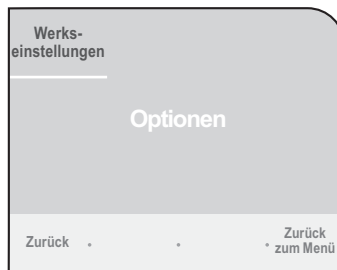 Werks-
einstellungen
Optionen
Zurück
Zurück
zum Menü